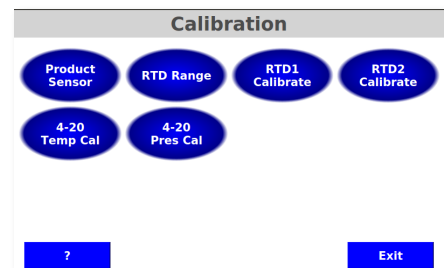 Calibration
Product
Sensor
RTD Range
RTD1
Calibrate
RTD2
Calibrate
4-20
Temp Cal
4-20
Pres Cal
?
Exit